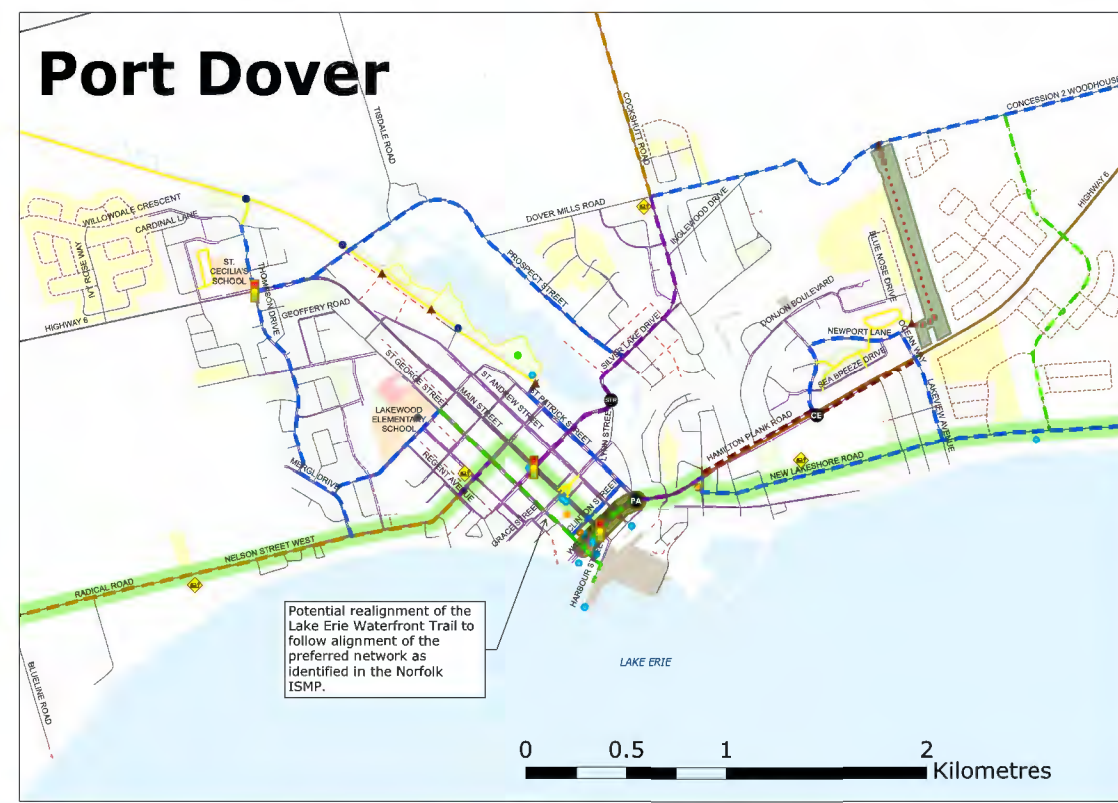 Port Dover
TISDALE ROAD
COCKSHUTT ROAD
CONCESSION 2 WOODHOUSE
HIGHWAY 6
WILLOWDALE CRESCENT
CARDINAL LANE
IVY ROSE WAY
ST.
CECILIA'S
SCHOOL
THOMPSON DRIVE
HIGHWAY 6
GEOFFERY ROAD
DOVER MILLS ROAD
INGLEWOOD DRIVE
PROSPECT STREET
SILVER LAKE DRIVE
BLUE NOSE DRIVE
DONJON BOULEVARD
NEWPORT LANE
OCEAN WAY
SEA BREEZE DRIVE
LAKEVIEW AVENUE
HAMILTON PLANK ROAD
NEW LAKESHORE ROAD
CE
STR
PA
ST GEORGE STREET
MAIN STREET
ST ANDREW STREET
ST PATRICK STREET
LYNN STREET
LAKEWOOD
ELEMENTARY
SCHOOL
REGENT AVENUE
MERGL DRIVE
GRACE STREET
CLINTON STREET
HARBOUR
NELSON STREET WEST
RADICAL ROAD
BLUELINE ROAD
Potential realignment of the
Lake Erie Waterfront Trail to
follow alignment of the
preferred network as
identified in the Norfolk
ISMP.
LAKE ERIE
0 0.5 1 2
Kilometres